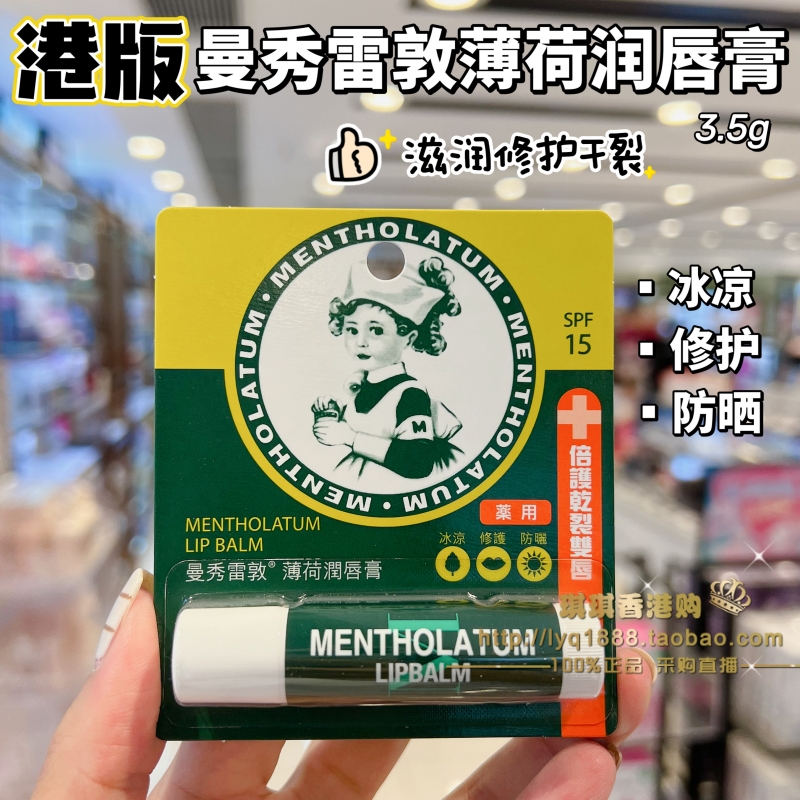 港版 曼秀雷敦薄荷润唇膏
3.5g
滋润修护干裂
MENTHOLATUM • MENTHOLATUM • MENTHOLATUM • MENTHOLATUM •
M
SPF
15
冰凉
修护
防晒
倍護乾裂雙唇
薬用
冰涼 修護 防曬
MENTHOLATUM
LIP BALM
曼秀雷敦® 薄荷潤唇膏
MENTHOLATUM
LIPBALM
琪琪香港购
http://lyq1888.taobao.com
100%正品 采购直播